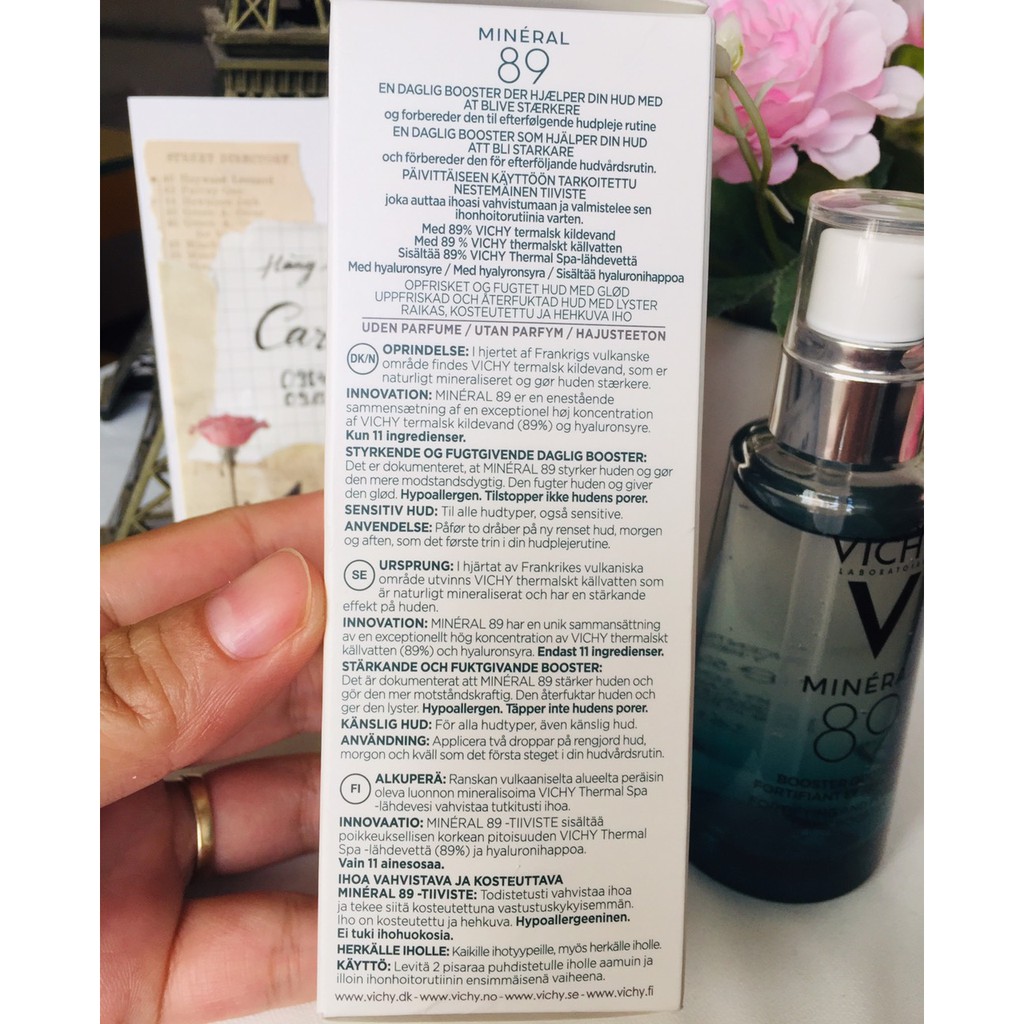 MINÉRAL
89
EN DAGLIG BOOSTER DER HJÆLPER DIN HUD MED
AT BLIVE STÆRKERE
og forbereder den til efterfølgende hudpleje rutine
EN DAGLIG BOOSTER SOM HJÄLPER DIN HUD
ATT BLI STARKARE
och förbereder den för efterföljande hudvårdsrutin.
PÄIVITTÄISEEN KÄYTTÖÖN TARKOITETTU
NESTEMÄINEN TIIVISTE
joka auttaa ihoasi vahvistumaan ja valmistelee sen
ihonhoitorutiinia varten.
Med 89% VICHY termalsk kildevand
Med 89 % VICHY thermalskt källvatten
Sisältää 89% VICHY Thermal Spa-lähdevettä
Med hyaluronsyre / Med hyalyronsyra / Sisältää hyaluronihappoa
OPFRISKET OG FUGTET HUD MED GLØD
UPPFRISKAD OCH ÅTERFUKTAD HUD MED LYSTER
RAIKAS, KOSTEUTETTU JA HEHKUVA IHO
UDEN PARFUME / UTAN PARFYM / HAJUSTEETON
DK/N OPRINDELSE: I hjertet af Frankrigs vulkanske
område findes VICHY termalsk kildevand, som er
naturligt mineraliseret og gør huden stærkere.
INNOVATION: MINÉRAL 89 er en enestående
sammensætning af en exceptionel høj koncentration
af VICHY termalsk kildevand (89%) og hyaluronsyre.
Kun 11 ingredienser.
STYRKENDE OG FUGTGIVENDE DAGLIG BOOSTER:
Det er dokumenteret, at MINÉRAL 89 styrker huden og gør
den mere modstandsdygtig. Den fugter huden og giver
den glød. Hypoallergen. Tilstopper ikke hudens porer.
SENSITIV HUD: Til alle hudtyper, også sensitive.
ANVENDELSE: Påfør to dråber på ny renset hud, morgen
og aften, som det første trin i din hudplejerutine.
SE URSPRUNG: I hjärtat av Frankrikes vulkaniska
område utvinns VICHY thermalskt källvatten som
är naturligt mineraliserat och har en stärkande
effekt på huden.
INNOVATION: MINÉRAL 89 har en unik sammansättning
av en exceptionellt hög koncentration av VICHY thermalskt
källvatten (89%) och hyaluronsyra. Endast 11 ingredienser.
STÄRKANDE OCH FUKTGIVANDE BOOSTER:
Det är dokumenterat att MINÉRAL 89 stärker huden och
gör den mer motståndskraftig. Den återfuktar huden och
ger den lyster. Hypoallergen. Täpper inte hudens porer.
KÄNSLIG HUD: För alla hudtyper, även känslig hud.
ANVÄNDNING: Applicera två droppar på rengjord hud,
morgon och kväll som det första steget i din hudvårdsrutin.
FI ALKUPERÄ: Ranskan vulkaaniselta alueelta peräisin
oleva luonnon mineralisoima VICHY Thermal Spa
-lähdevesi vahvistaa tutkitusti ihoa.
INNOVAATIO: MINÉRAL 89 -TIIVISTE sisältää
poikkeuksellisen korkean pitoisuuden VICHY Thermal
Spa -lähdevettä (89%) ja hyaluronihappoa.
Vain 11 ainesosaa.
IHOA VAHVISTAVA JA KOSTEUTTAVA
MINÉRAL 89 -TIIVISTE: Todistetusti vahvistaa ihoa
ja tekee siitä kosteutettuna vastustuskykyisemmän.
Iho on kosteutettu ja hehkuva. Hypoallergeeninen.
Ei tuki ihohuokosia.
HERKÄLLE IHOLLE: Kaikille ihotyypeille, myös herkälle iholle.
KÄYTTÖ: Levitä 2 pisaraa puhdistetulle iholle aamuin ja
illoin ihonhoitorutiinin ensimmäisenä vaiheena.
www.vichy.dk - www.vichy.no - www.vichy.se - www.vichy.fi
STREET DIRECTORY
VICH
V
MINÉRA
89
BOOSTER
FORTIFIANT